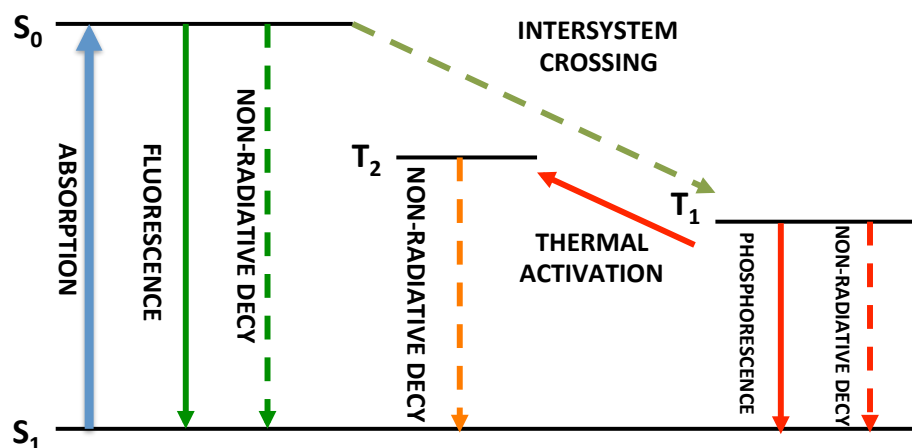 S0
INTERSYSTEM
CROSSING
ABSORPTION
FLUORESCENCE
NON-RADIATIVE DECY
T2
NON-RADIATIVE DECY
THERMAL
ACTIVATION
T1
PHOSPHORESCENCE
NON-RADIATIVE DECY
S1